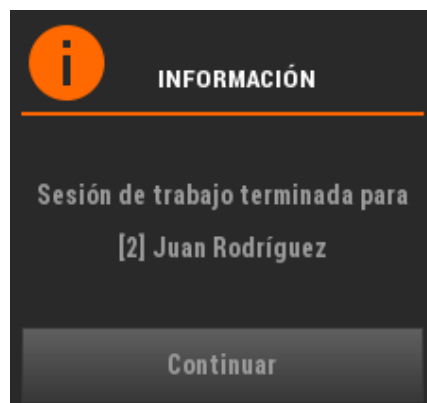 i
INFORMACIÓN
Sesión de trabajo terminada para
[2] Juan Rodríguez
Continuar